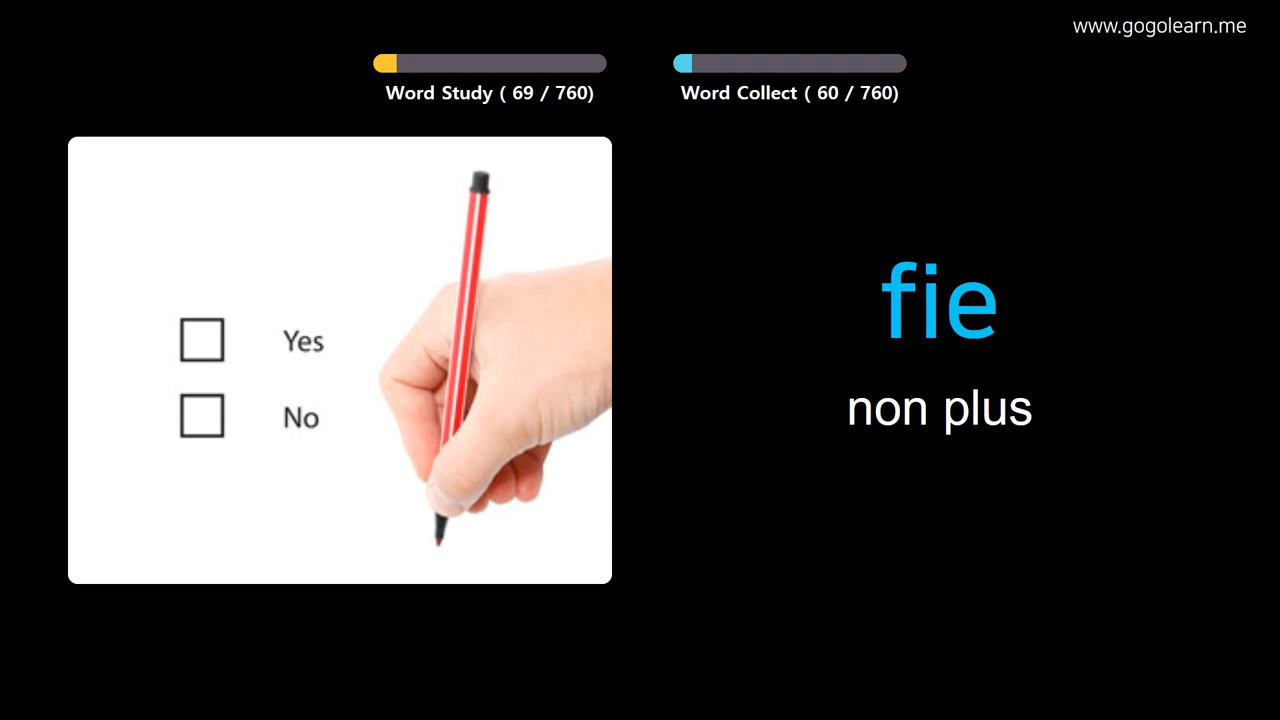 www.gogolearn.me
Word Study ( 69 / 760)
Word Collect ( 60 / 760)
Yes
No
fie
non plus